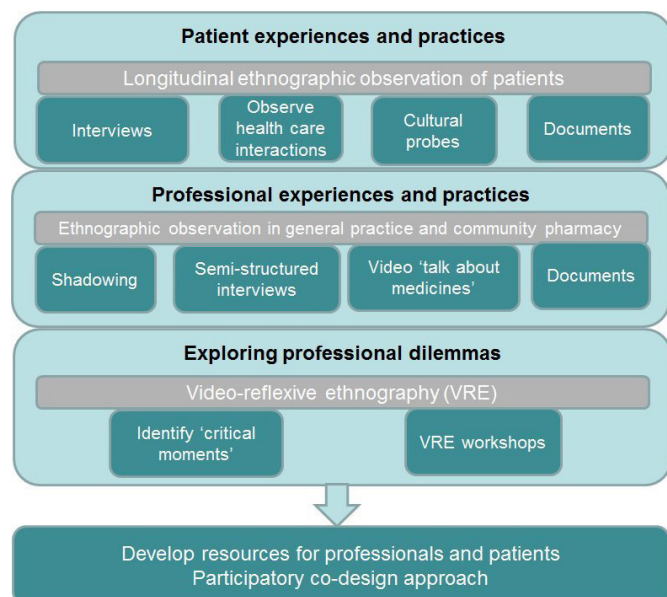 Patient experiences and practices
Longitudinal ethnographic observation of patients
Interviews
Observe
health care
interactions
Cultural
probes
Documents
Professional experiences and practices
Ethnographic observation in general practice and community pharmacy
Shadowing
Semi-structured
interviews
Video ‘talk about
medicines’
Documents
Exploring professional dilemmas
Video-reflexive ethnography (VRE)
Identify ‘critical
moments’
VRE workshops
Develop resources for professionals and patients
Participatory co-design approach